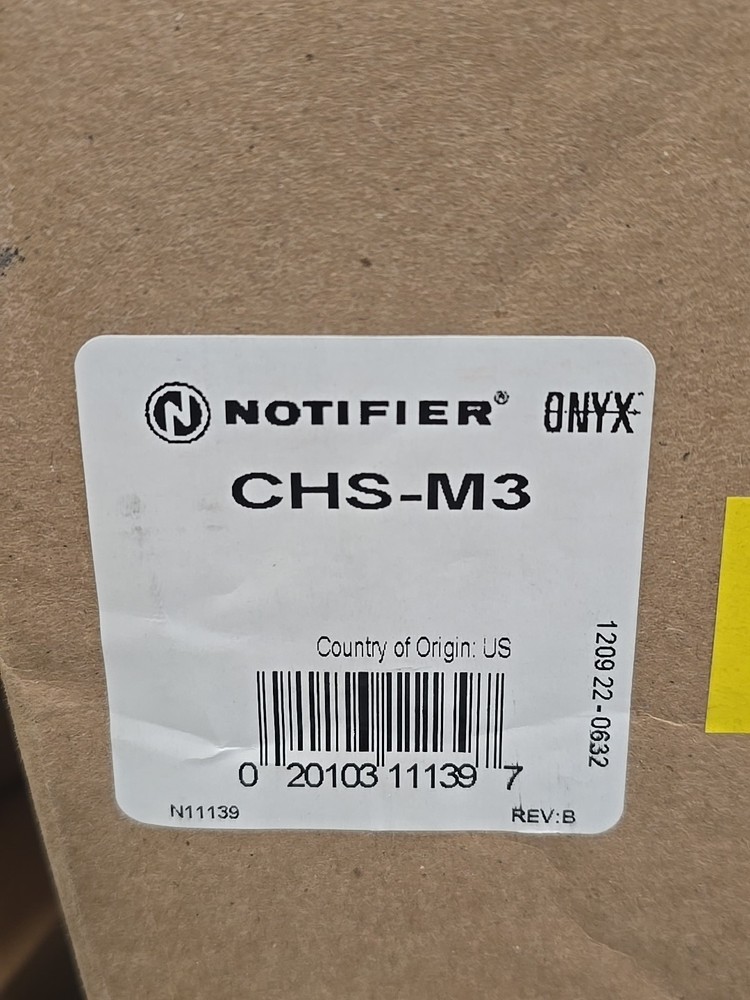 NOTIFIER® ONYX
CHS-M3
Country of Origin: US
1209 22-0632
0 20103 11139 7
N11139
REV:B